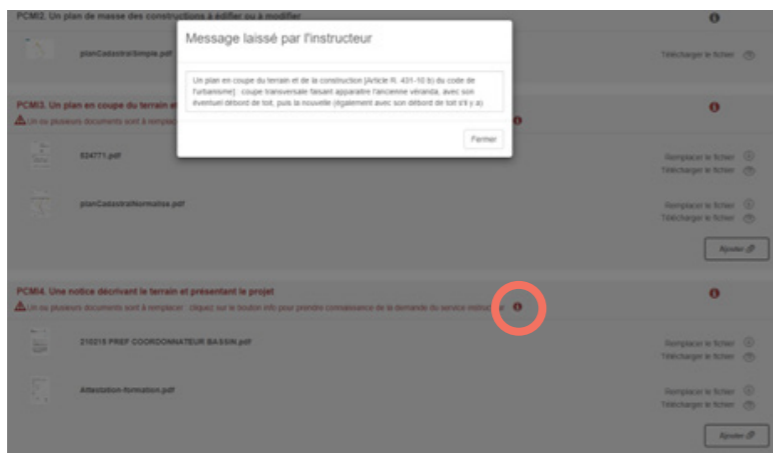 PCMI2. Un plan de masse des constructions à édifier ou à modifier
planCadastralSimple.pdf
Télécharger le fichier
Message laissé par l'instructeur
Un plan en coupe du terrain et de la construction [Article R. 431-10 b) du code de
l'urbanisme] : coupe transversale faisant apparaitre l'ancienne véranda, avec son
éventuel débord de toit, puis la nouvelle (également avec son débord de toit s'il y a)
Fermer
PCMI3. Un plan en coupe du terrain et
Un ou plusieurs documents sont à remplac
024771.pdf
Remplacer le fichier
Télécharger le fichier
planCadastralNormalise.pdf
Remplacer le fichier
Télécharger le fichier
Ajouter
PCMI4. Une notice décrivant le terrain et présentant le projet
Un ou plusieurs documents sont à remplacer : cliquez sur le bouton info pour prendre connaissance de la demande du service instructeur
210215 PREF COORDONNATEUR BASSIN.pdf
Remplacer le fichier
Télécharger le fichier
Attestation-formation.pdf
Remplacer le fichier
Télécharger le fichier
Ajouter